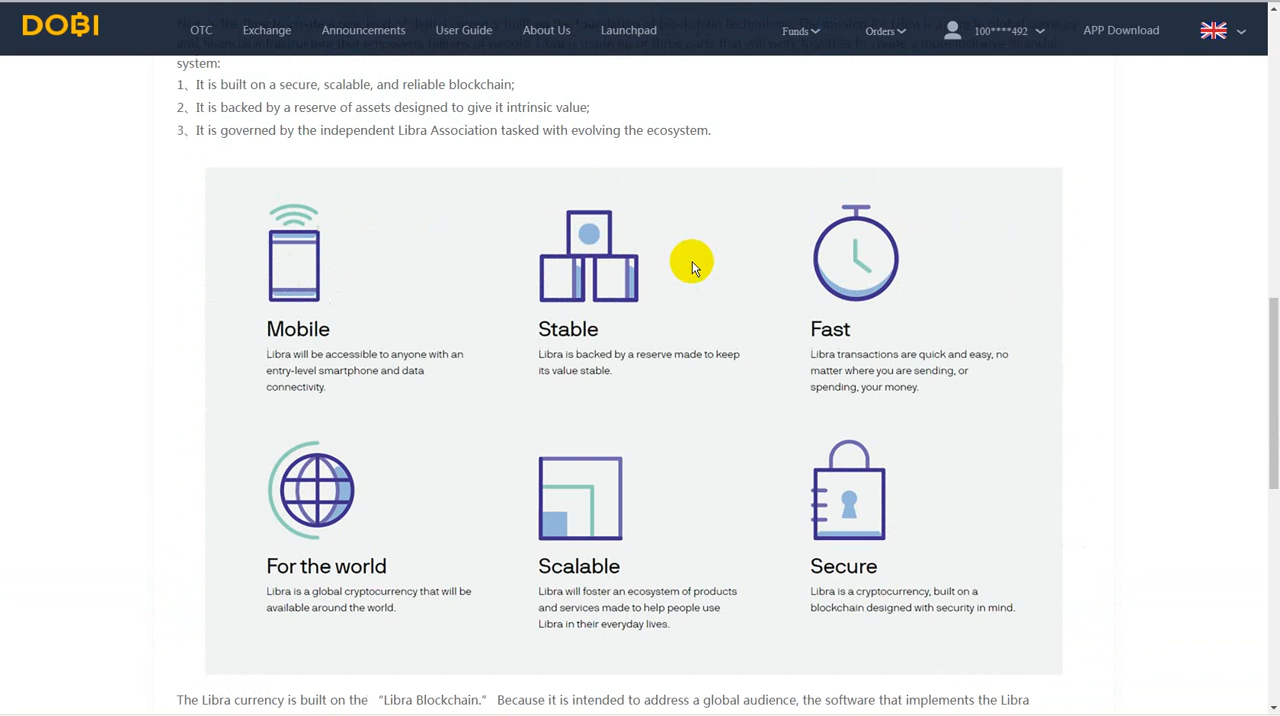 DOBI
OTC Exchange Announcements User Guide About Us Launchpad Funds Orders 100****492 APP Download
system:
1、It is built on a secure, scalable, and reliable blockchain;
2、It is backed by a reserve of assets designed to give it intrinsic value;
3、It is governed by the independent Libra Association tasked with evolving the ecosystem.
Mobile
Libra will be accessible to anyone with an
entry-level smartphone and data
connectivity.
Stable
Libra is backed by a reserve made to keep
its value stable.
Fast
Libra transactions are quick and easy, no
matter where you are sending, or
spending, your money.
For the world
Libra is a global cryptocurrency that will be
available around the world.
Scalable
Libra will foster an ecosystem of products
and services made to help people use
Libra in their everyday lives.
Secure
Libra is a cryptocurrency, built on a
blockchain designed with security in mind.
The Libra currency is built on the “Libra Blockchain.” Because it is intended to address a global audience, the software that implements the Libra